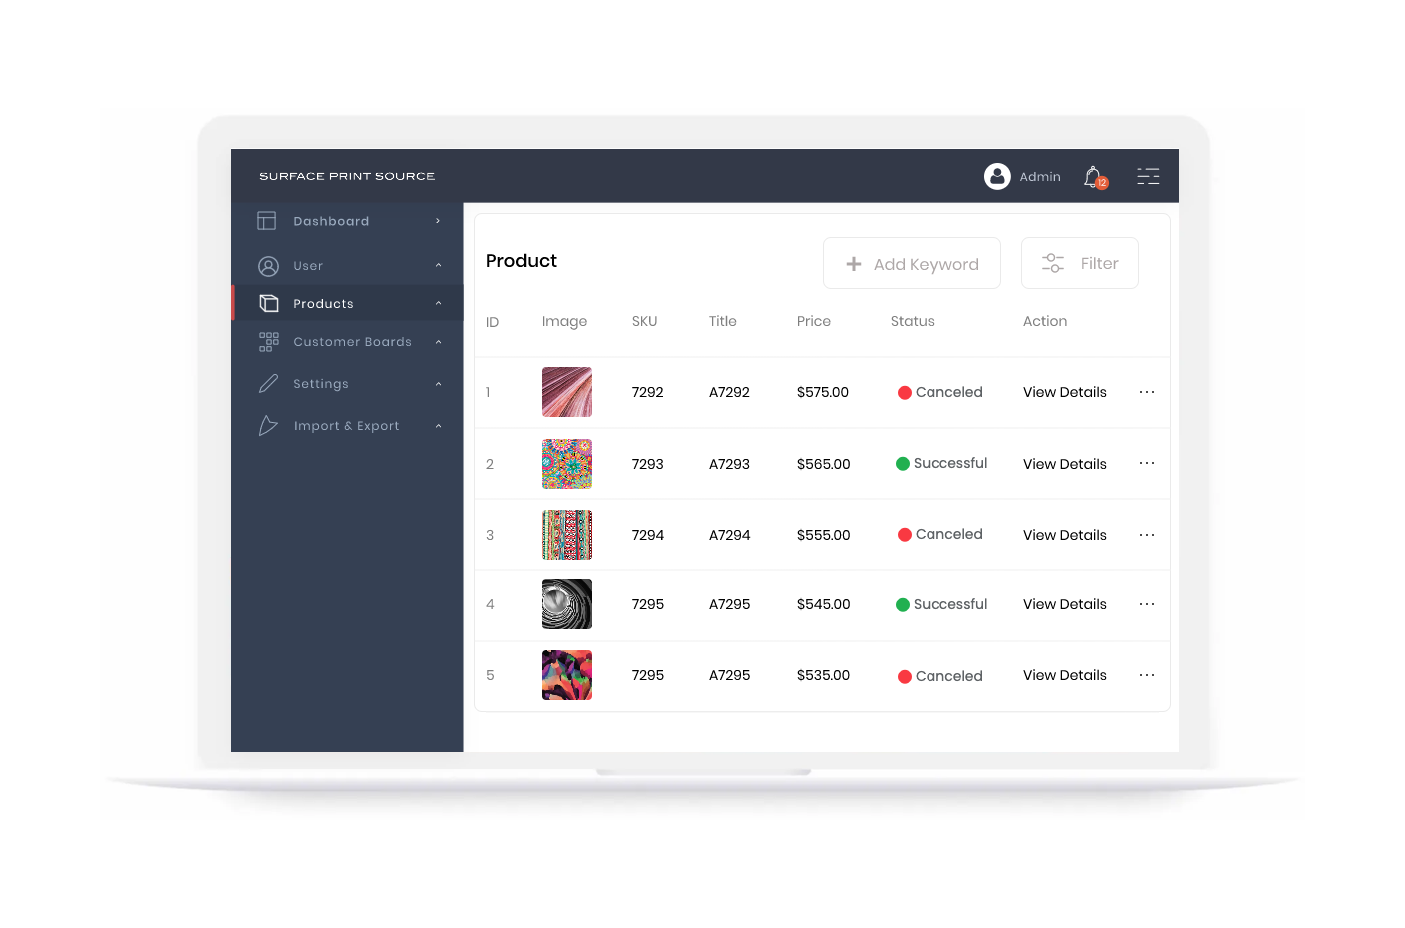 SURFACE PRINT SOURCE
Admin
12
Dashboard
User
Products
Customer Boards
Settings
Import & Export
Product
Add Keyword
Filter
ID Image SKU Title Price Status Action
1 7292 A7292 $575.00 Canceled View Details ...
2 7293 A7293 $565.00 Successful View Details ...
3 7294 A7294 $555.00 Canceled View Details ...
4 7295 A7295 $545.00 Successful View Details ...
5 7295 A7295 $535.00 Canceled View Details ...